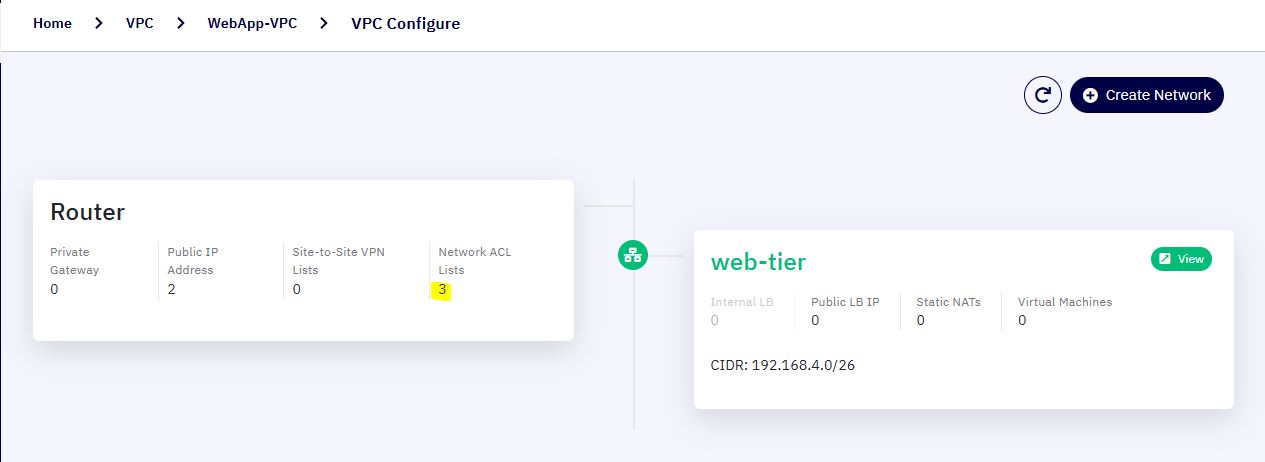 Home > VPC > WebApp-VPC > VPC Configure
Create Network
Router
Private Gateway
0
Public IP Address
2
Site-to-Site VPN Lists
0
Network ACL Lists
3
web-tier
View
Internal LB
0
Public LB IP
0
Static NATs
0
Virtual Machines
0
CIDR: 192.168.4.0/26